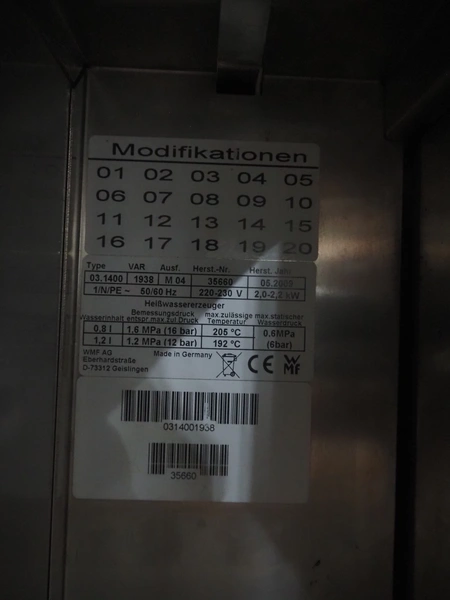 Modifikationen
01 02 03 04 05
06 07 08 09 10
11 12 13 14 15
16 17 18 19 20
Type VAR. Ausf. Herst.-Nr. Herst. Jahr
03.1400 1938 M 04 35660 05.2009
1/N/PE ~ 50/60 Hz 220-230 V 2,0-2,2 kW
Heißwassererzeuger
Bemessungsdruck max.zulässige max.statischer
Wasserinhalt entspr.max.zul.Druck Temperatur Wasserdruck
0,8 l 1.6 MPa (16 bar) 205 °C 0,6MPa
1,2 l 1.2 MPa (12 bar) 192 °C (6bar)
WMF AG Made in Germany
Eberhardstraße
D-73312 Geislingen
CE WMF
0314001938
35660